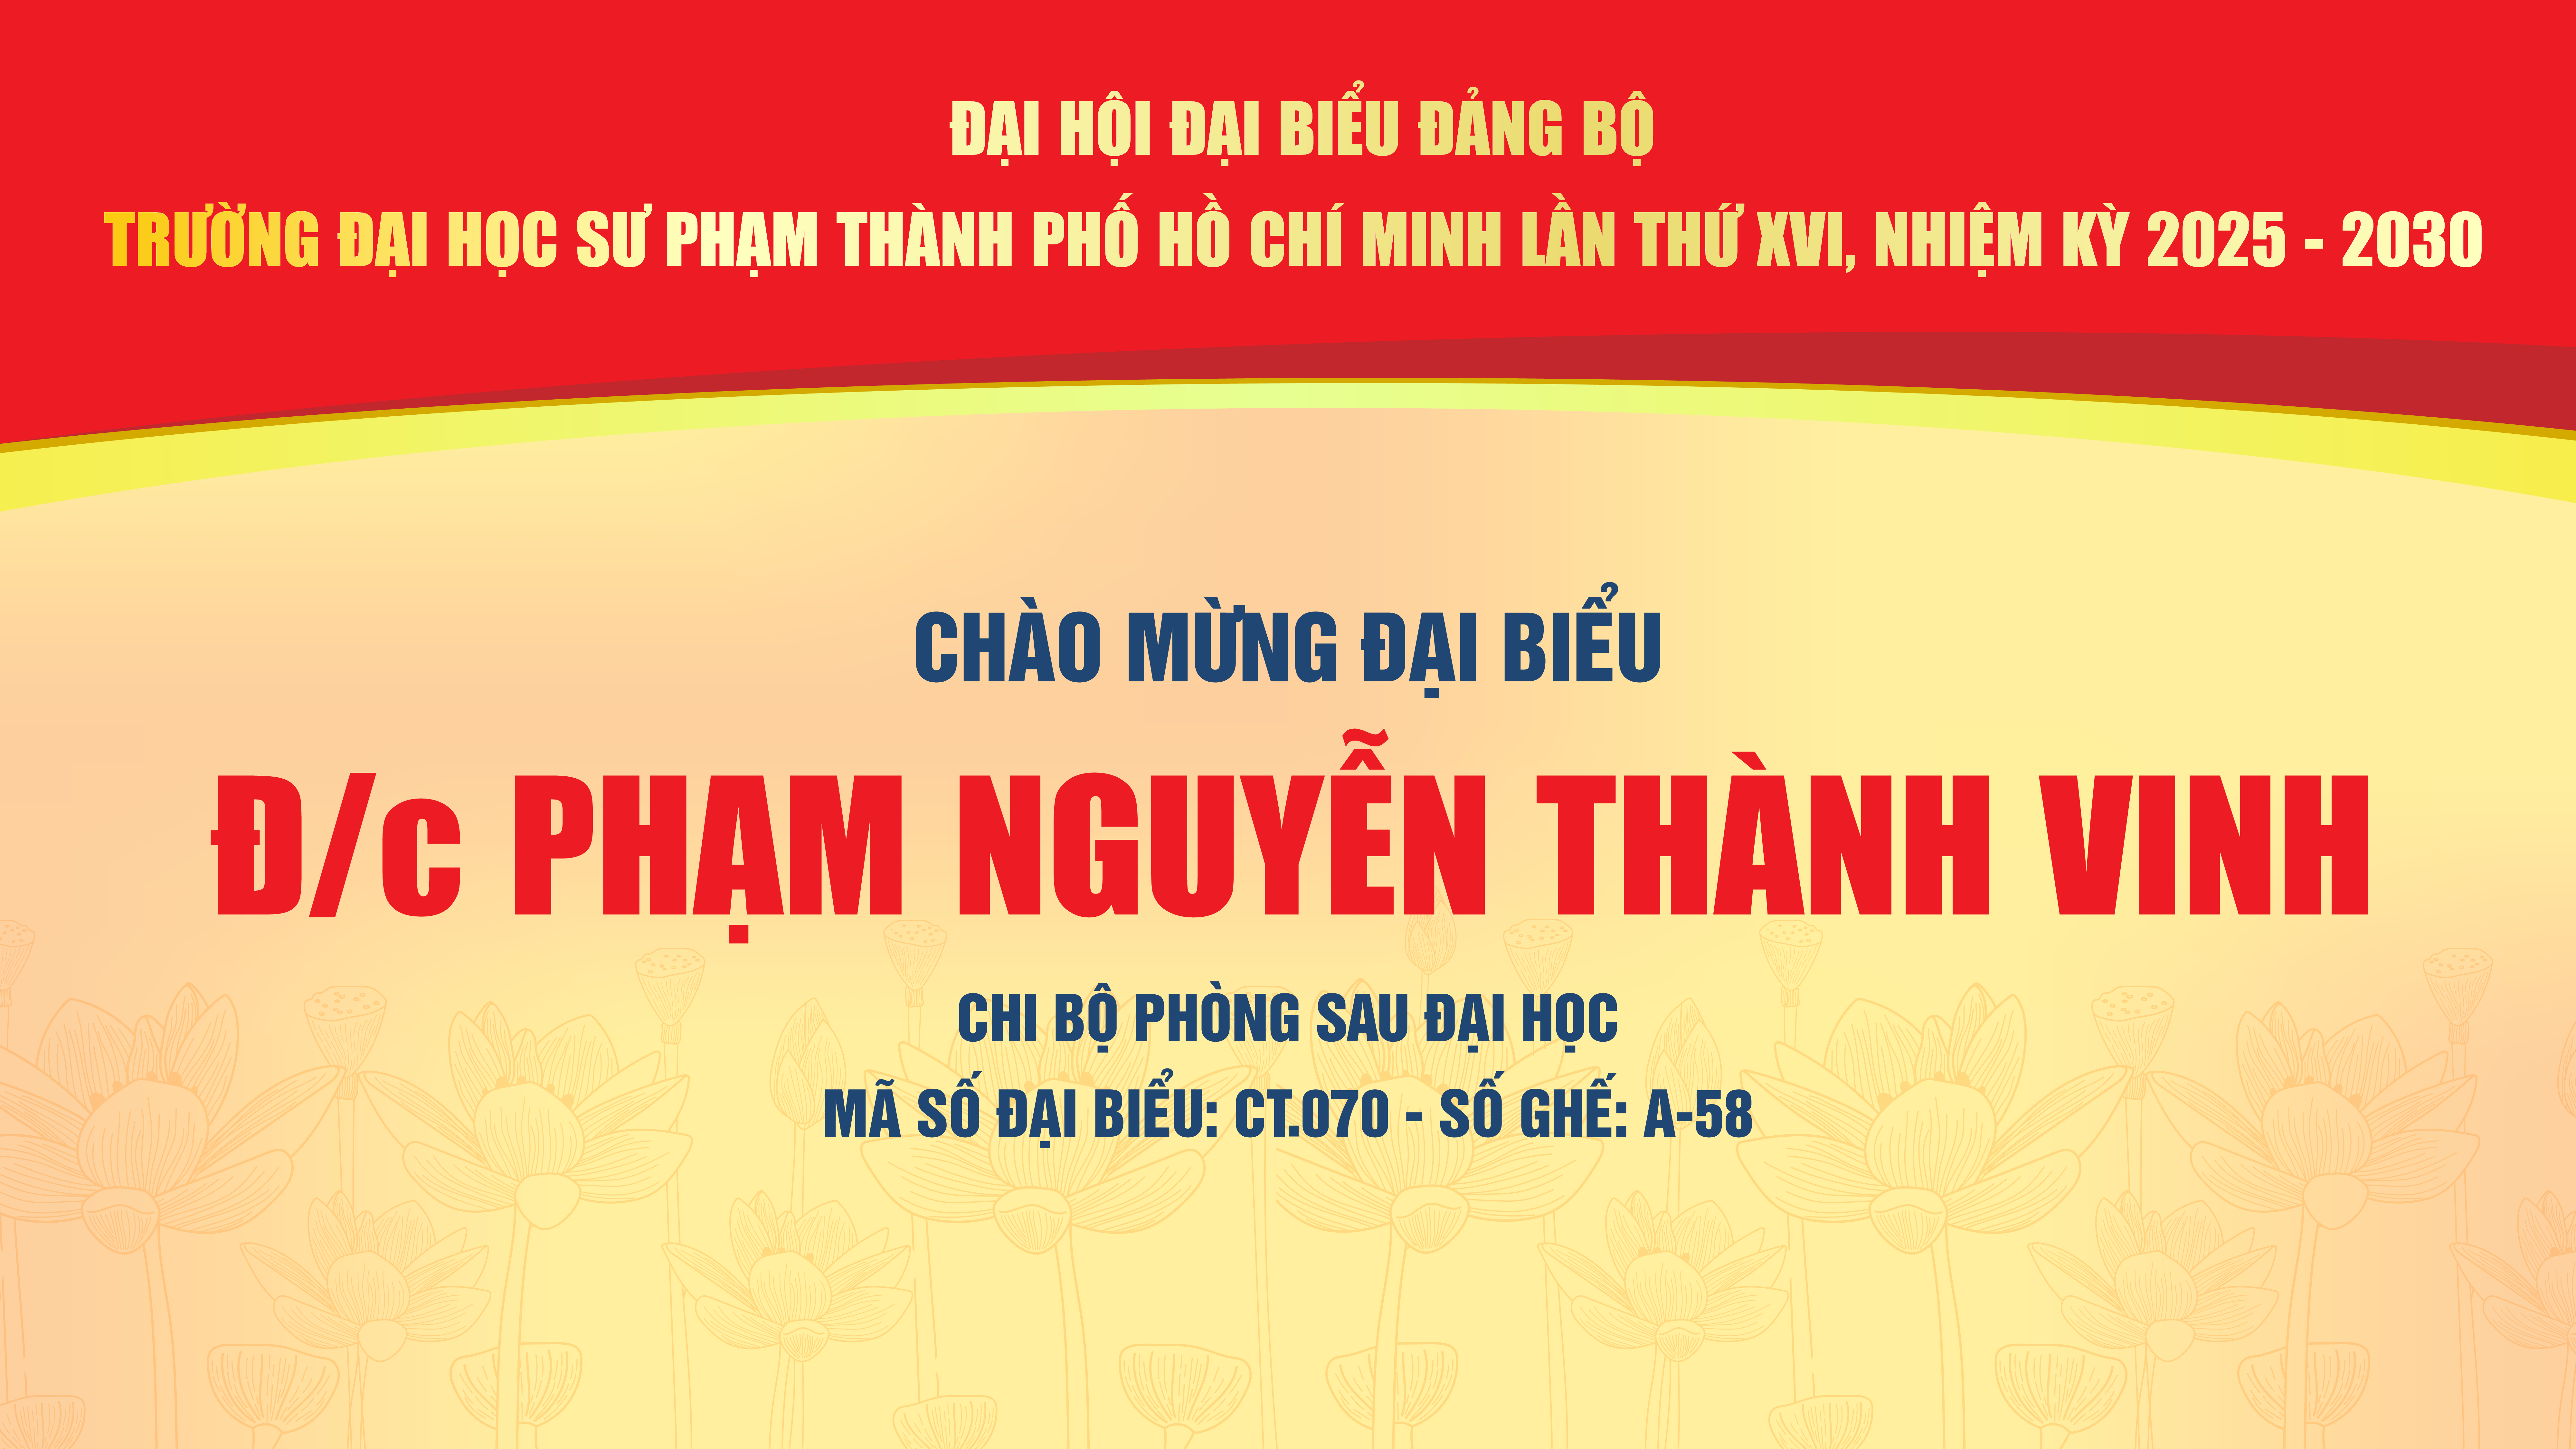 ĐẠI HỘI ĐẠI BIỂU ĐẢNG BỘ
TRƯỜNG ĐẠI HỌC SƯ PHẠM THÀNH PHỐ HỒ CHÍ MINH LẦN THỨ XVI, NHIỆM KỲ 2025 - 2030
CHÀO MỪNG ĐẠI BIỂU
Đ/c PHẠM NGUYỄN THÀNH VINH
CHI BỘ PHÒNG SAU ĐẠI HỌC
MÃ SỐ ĐẠI BIỂU: CT.070 - SỐ GHẾ: A-58